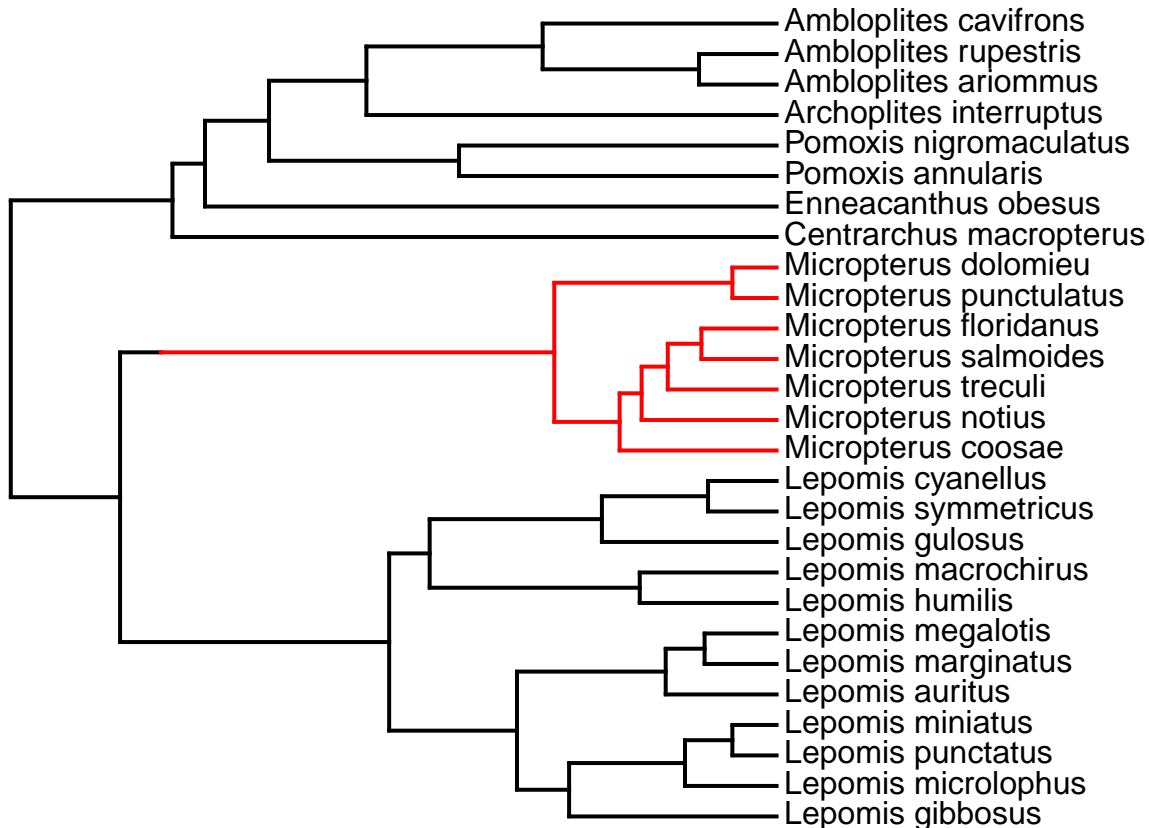 Ambloplites cavifrons
Ambloplites rupestris
Ambloplites ariommus
Archoplites interruptus
Pomoxis nigromaculatus
Pomoxis annularis
Enneacanthus obesus
Centrarchus macropterus
Micropterus dolomieu
Micropterus punctulatus
Micropterus floridanus
Micropterus salmoides
Micropterus treculi
Micropterus notius
Micropterus coosae
Lepomis cyanellus
Lepomis symmetricus
Lepomis gulosus
Lepomis macrochirus
Lepomis humilis
Lepomis megalotis
Lepomis marginatus
Lepomis auritus
Lepomis miniatus
Lepomis punctatus
Lepomis microlophus
Lepomis gibbosus